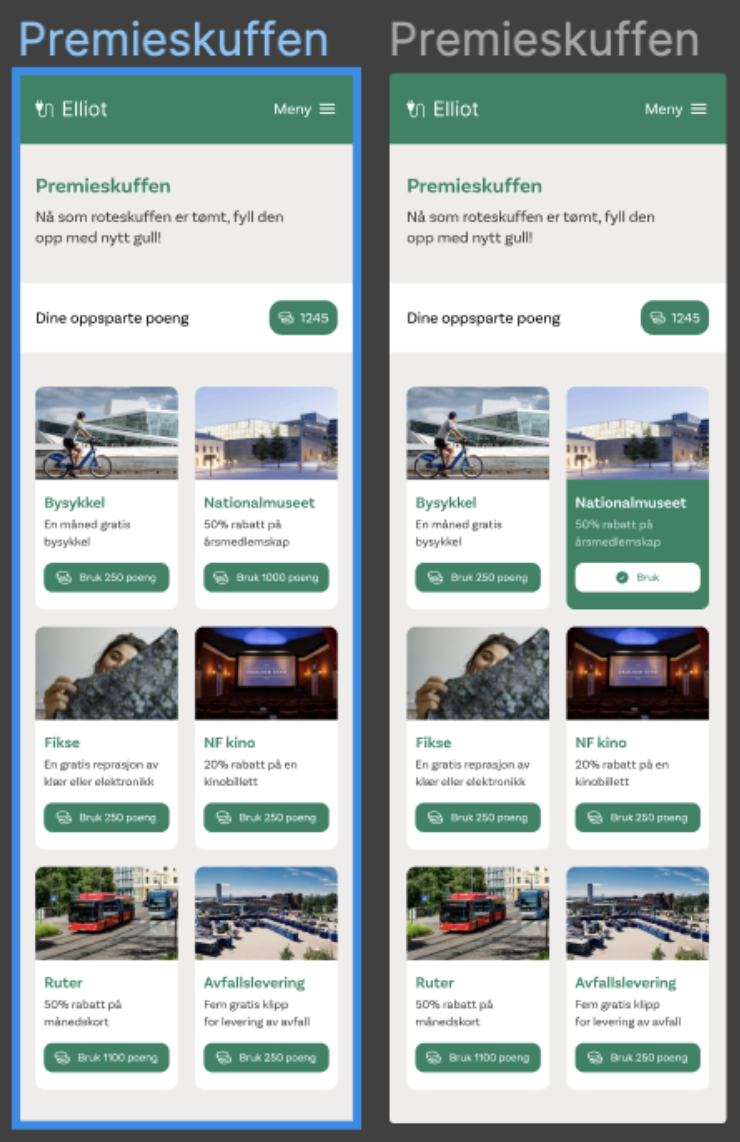 Premieskuffen
Elliot
Meny
Premieskuffen
Nå som roteskuffen er tømt, fyll den
opp med nytt gull!
Dine oppsparte poeng
1245
Bysykkel
En måned gratis
bysykkel
Bruk 250 poeng
Nationalmuseet
50% rabatt på
årsmedlemskap
Bruk 1000 poeng
Fikse
En gratis reprasjon av
klær eller elektronikk
Bruk 250 poeng
NF kino
20% rabatt på en
kinobillett
Bruk 250 poeng
Ruter
50% rabatt på
månedskort
Bruk 1100 poeng
Avfallslevering
Fem gratis klipp
for levering av avfall
Bruk 250 poeng
Premieskuffen
Elliot
Meny
Premieskuffen
Nå som roteskuffen er tømt, fyll den
opp med nytt gull!
Dine oppsparte poeng
1245
Bysykkel
En måned gratis
bysykkel
Bruk 250 poeng
Nationalmuseet
50% rabatt på
årsmedlemskap
Bruk
Fikse
En gratis reprasjon av
klær eller elektronikk
Bruk 250 poeng
NF kino
20% rabatt på en
kinobillett
Bruk 250 poeng
Ruter
50% rabatt på
månedskort
Bruk 1100 poeng
Avfallslevering
Fem gratis klipp
for levering av avfall
Bruk 250 poeng